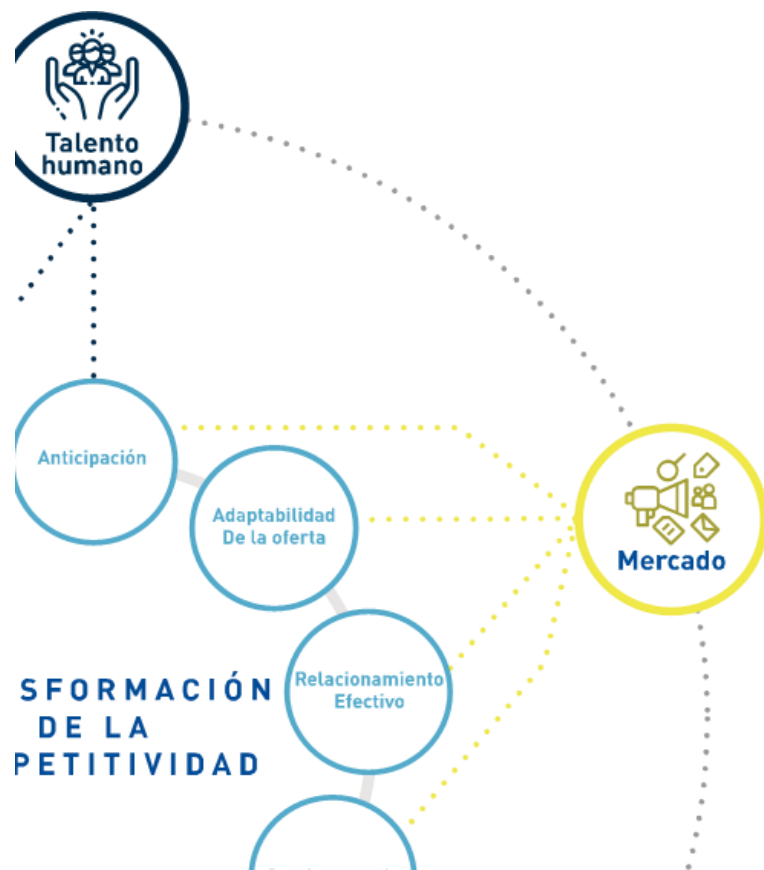 Talento
humano
Anticipación
Adaptabilidad
De la oferta
Mercado
Relacionamiento
Efectivo
SFORMACIÓN
DE LA
PETITIVIDAD